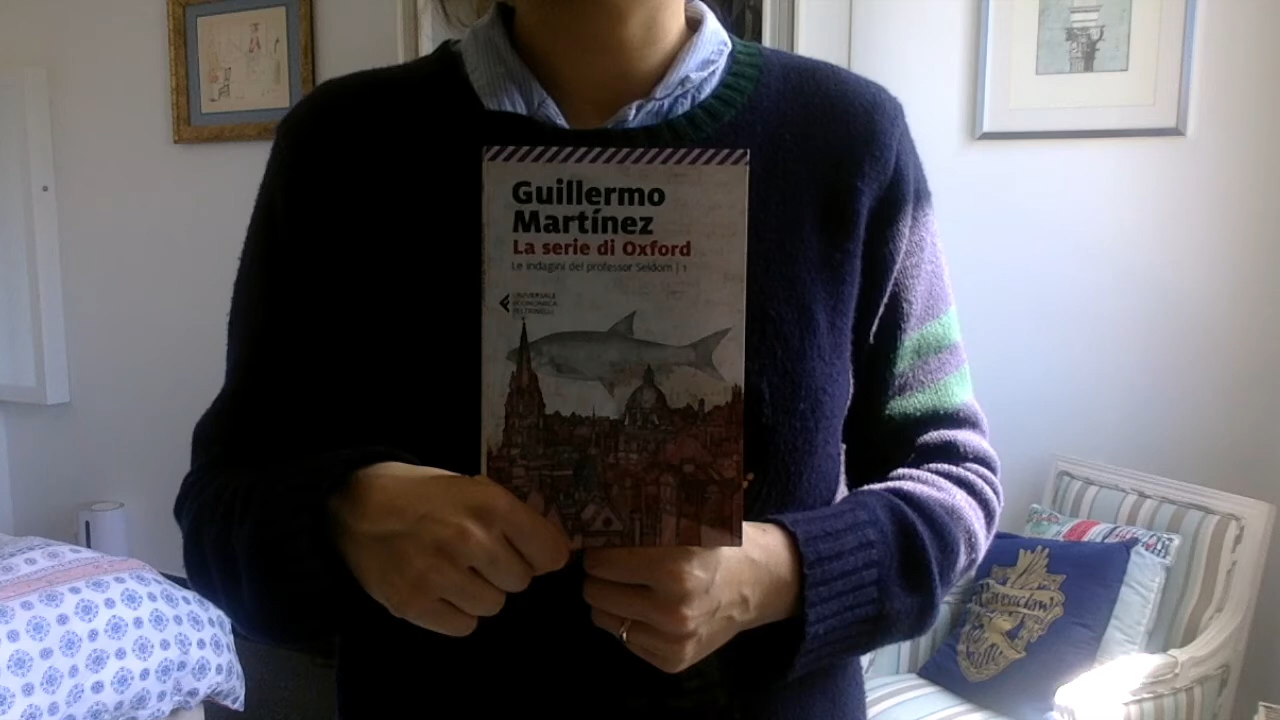 Guillermo
Martínez
La serie di Oxford
Le indagini del professor Seldom | 1
UNIVERSALE
ECONOMICA
FELTRINELLI
Ravenclaw